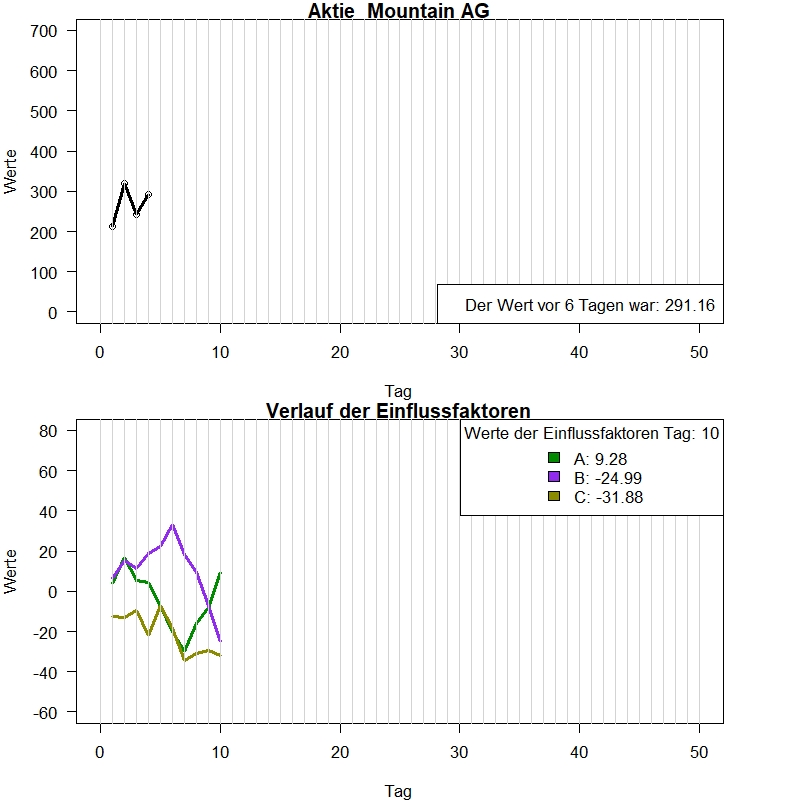 Aktie  Mountain AG
700
600
500
400
300
200
100
0
Werte
Der Wert vor 6 Tagen war: 291.16
0 10 20 30 40 50
Tag
Verlauf der Einflussfaktoren
80
60
40
20
0
-20
-40
-60
Werte
Werte der Einflussfaktoren Tag: 10
A: 9.28
B: -24.99
C: -31.88
0 10 20 30 40 50
Tag